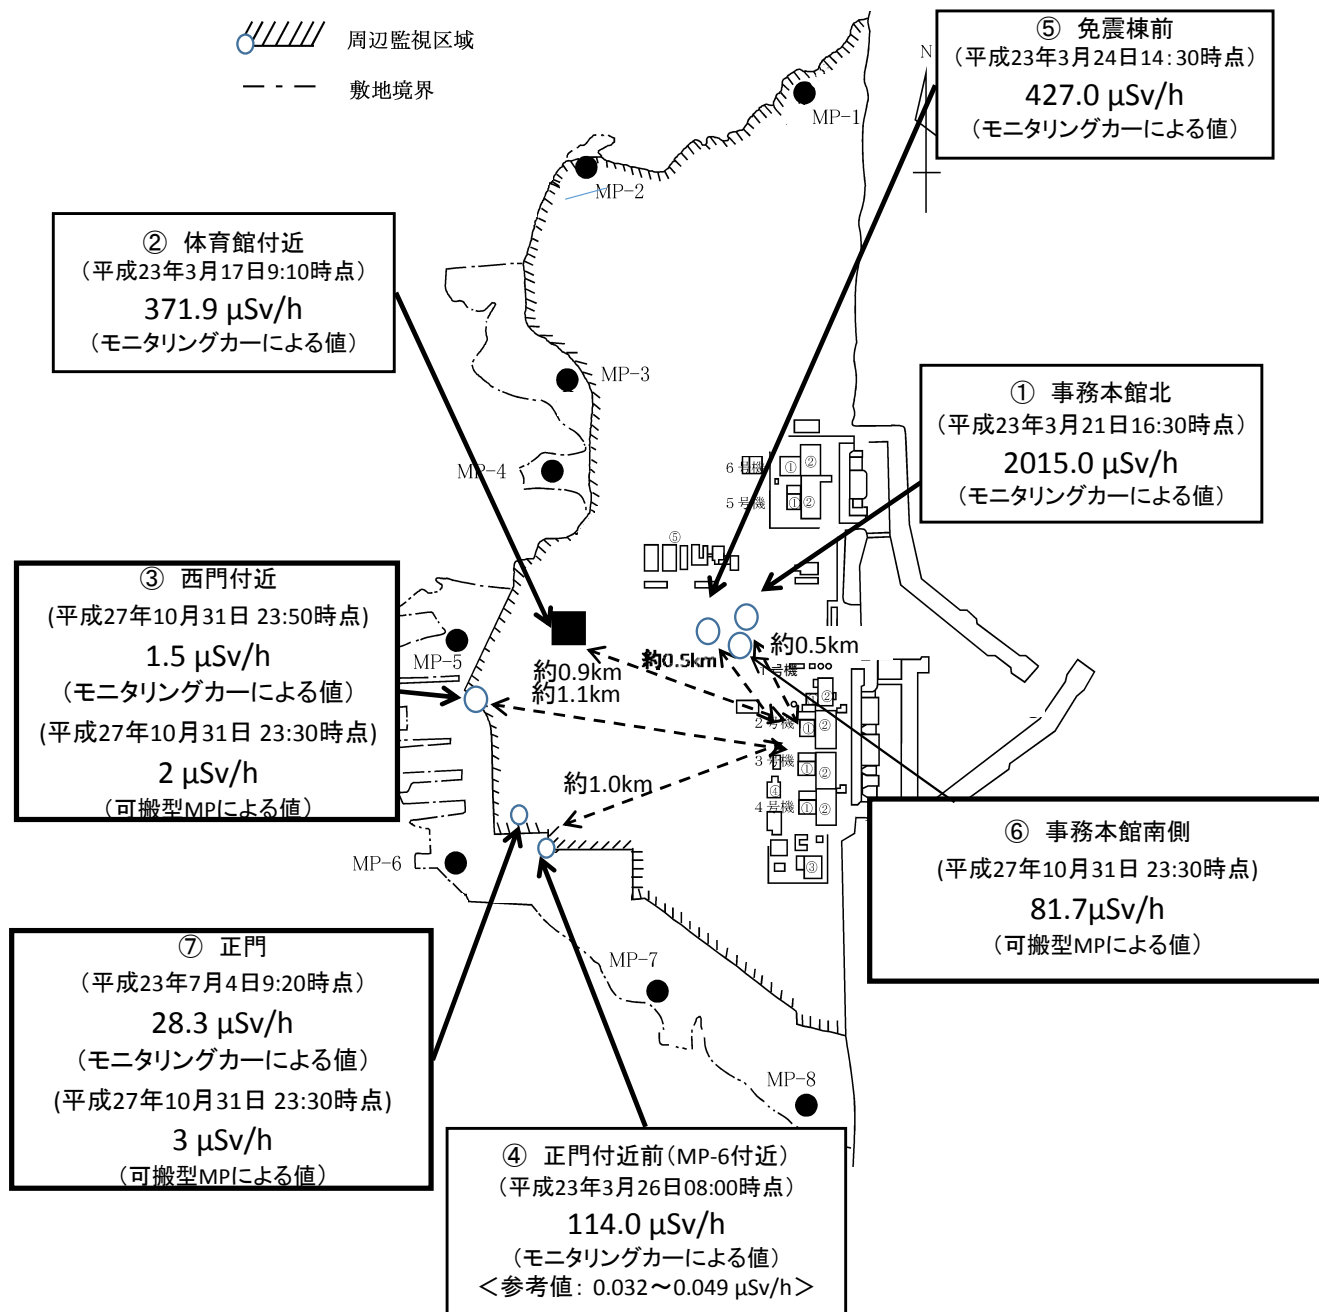 周辺監視区域
敷地境界
⑤ 免震棟前
(平成23年3月24日14:30時点)
427.0 μSv/h
(モニタリングカーによる値)
N
MP-1
MP-2
② 体育館付近
(平成23年3月17日9:10時点)
371.9 μSv/h
(モニタリングカーによる値)
MP-3
MP-4
① 事務本館北
(平成23年3月21日16:30時点)
2015.0 μSv/h
(モニタリングカーによる値)
6号機
①
②
5号機
①
②
⑤
③ 西門付近
(平成27年10月31日 23:50時点)
1.5 μSv/h
(モニタリングカーによる値)
(平成27年10月31日 23:30時点)
2 μSv/h
(可搬型MPによる値)
MP-5
約0.9km
約1.1km
約0.5km
約0.5km
1号機
②
2号機
①
②
3号機
①
②
④
4号機
①
②
③
約1.0km
MP-6
⑥ 事務本館南側
(平成27年10月31日 23:30時点)
81.7μSv/h
(可搬型MPによる値)
⑦ 正門
(平成23年7月4日9:20時点)
28.3 μSv/h
(モニタリングカーによる値)
(平成27年10月31日 23:30時点)
3 μSv/h
(可搬型MPによる値)
MP-7
MP-8
④ 正門付近前(MP-6付近)
(平成23年3月26日08:00時点)
114.0 μSv/h
(モニタリングカーによる値)
<参考値: 0.032~0.049 μSv/h>